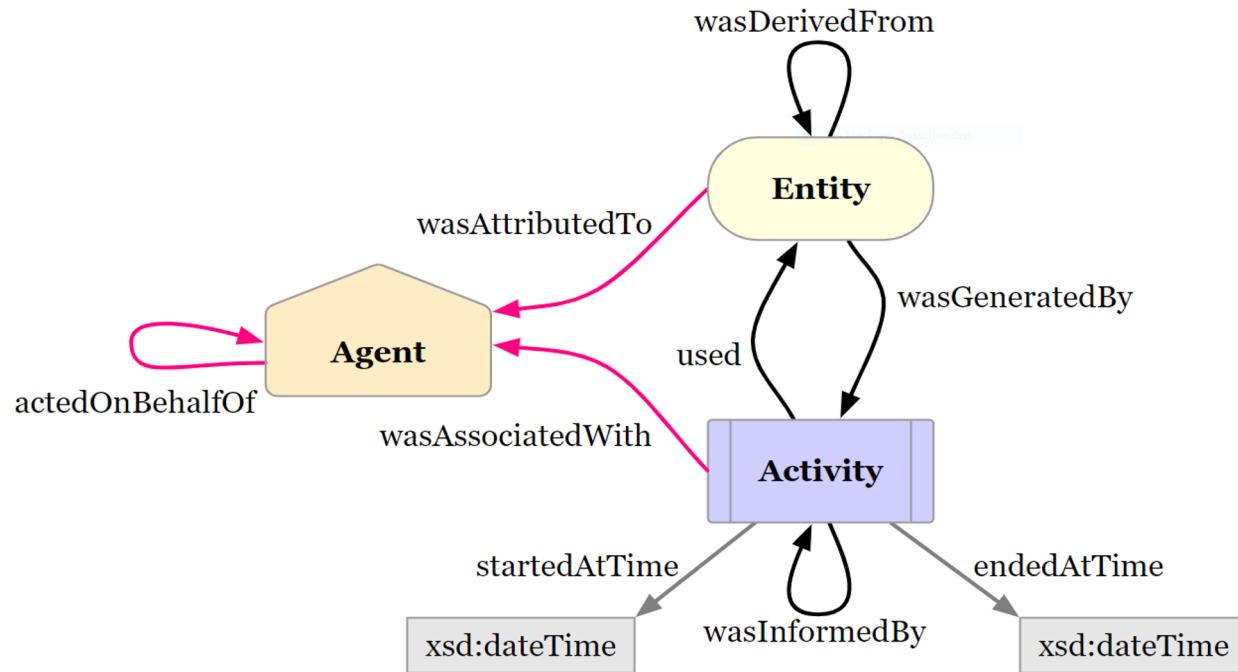 wasDerivedFrom
Entity
wasAttributedTo
wasGeneratedBy
used
Agent
actedOnBehalfOf
wasAssociatedWith
Activity
startedAtTime
endedAtTime
wasInformedBy
xsd:dateTime
xsd:dateTime